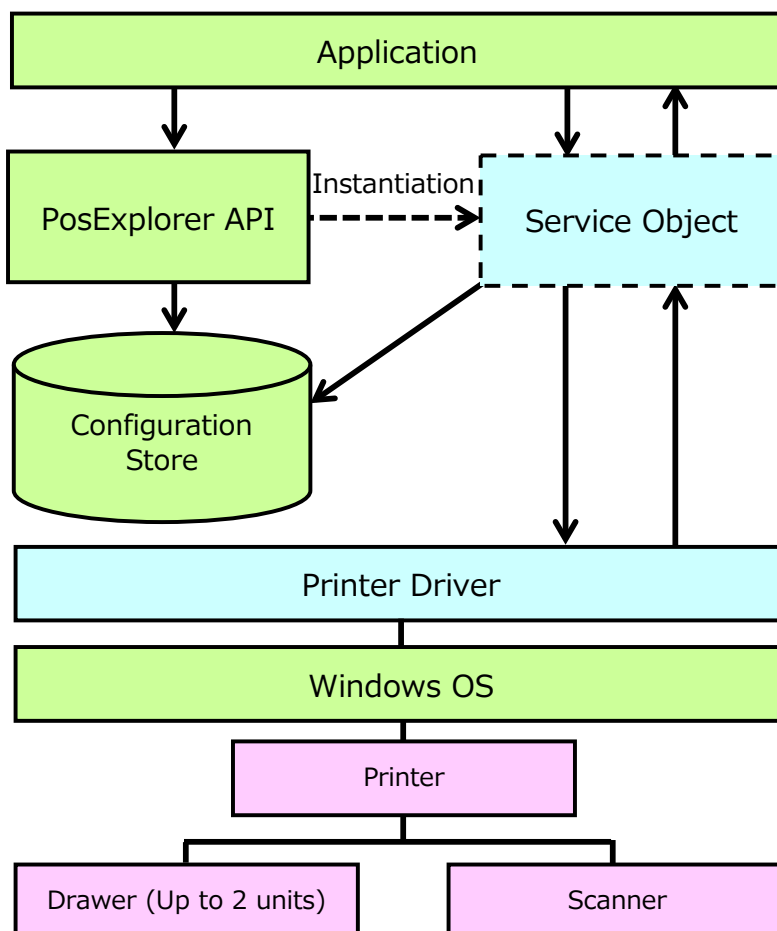 Application
Instantiation
PosExplorer API
Service Object
Configuration
Store
Printer Driver
Windows OS
Printer
Drawer (Up to 2 units)
Scanner